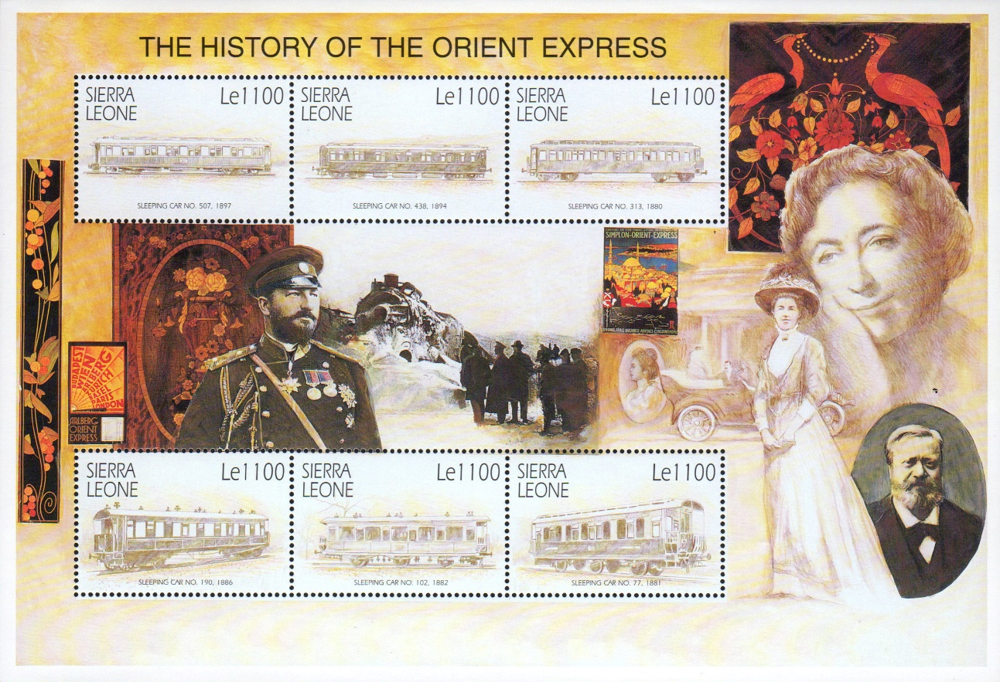 THE HISTORY OF THE ORIENT EXPRESS
SIERRA LEONE
Le1100
SLEEPING CAR NO. 507, 1897
SIERRA LEONE
Le1100
SLEEPING CAR NO. 438, 1894
SIERRA LEONE
Le1100
SLEEPING CAR NO. 313, 1880
SIMPLON-ORIENT-EXPRESS
BUDAPEST
WIEN
ARLBERG
ZURICH
BASEL
PARIS
LONDON
ARLBERG
ORIENT
EXPRESS
SIERRA LEONE
Le1100
SLEEPING CAR NO. 190, 1886
SIERRA LEONE
Le1100
SLEEPING CAR NO. 102, 1882
SIERRA LEONE
Le1100
SLEEPING CAR NO. 77, 1881